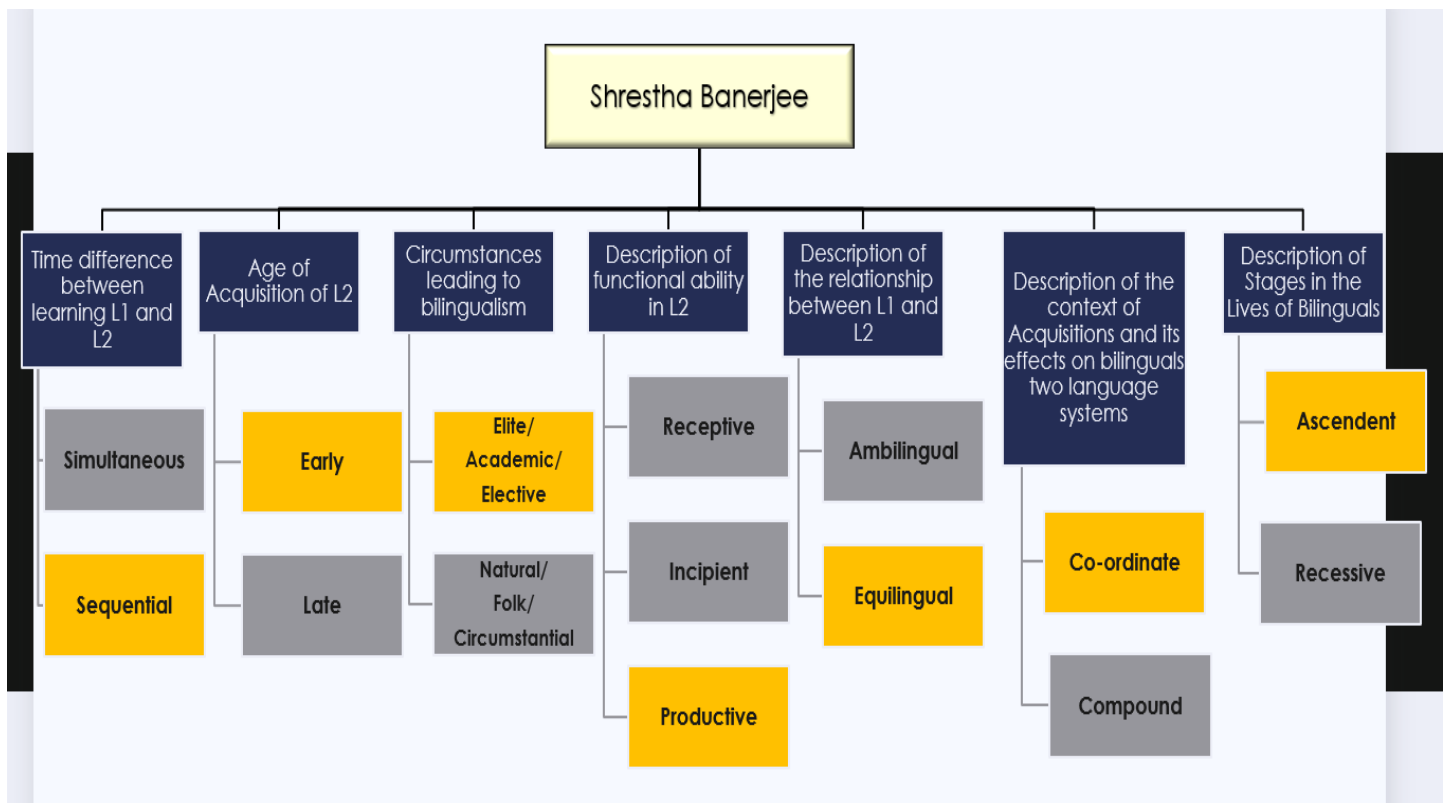 Shrestha Banerjee
Time difference
between
learning L1 and
L2
Simultaneous
Sequential
Age of
Acquisition of L2
Early
Late
Circumstances
leading to
bilingualism
Elite/
Academic/
Elective
Natural/
Folk/
Circumstantial
Description of
functional ability
in L2
Receptive
Incipient
Productive
Description of
the relationship
between L1 and
L2
Ambilingual
Equilingual
Description of the
context of
Acquisitions and its
effects on bilinguals
two language
systems
Co-ordinate
Compound
Description of
Stages in the
Lives of Bilinguals
Ascendent
Recessive